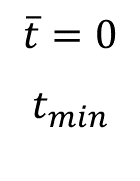 t̄ = 0
t_min